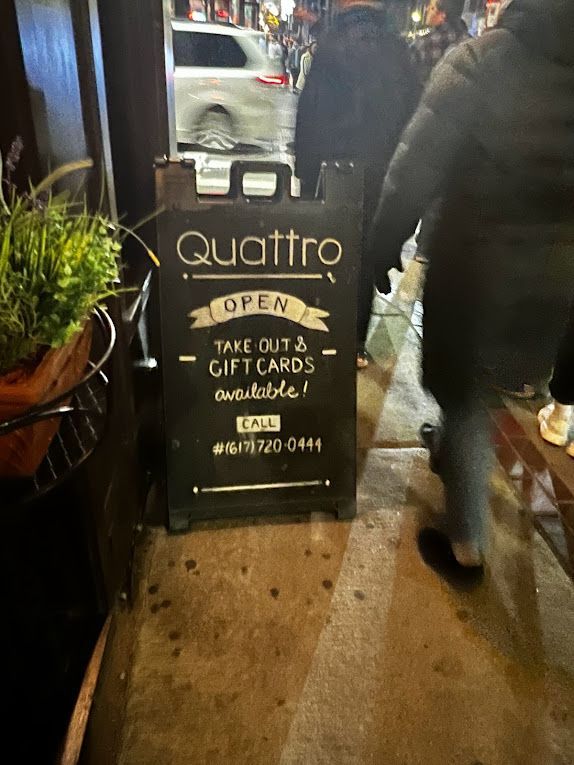 Quattro
OPEN
TAKE-OUT &
GIFT CARDS
available!
CALL
#(617) 720-0444